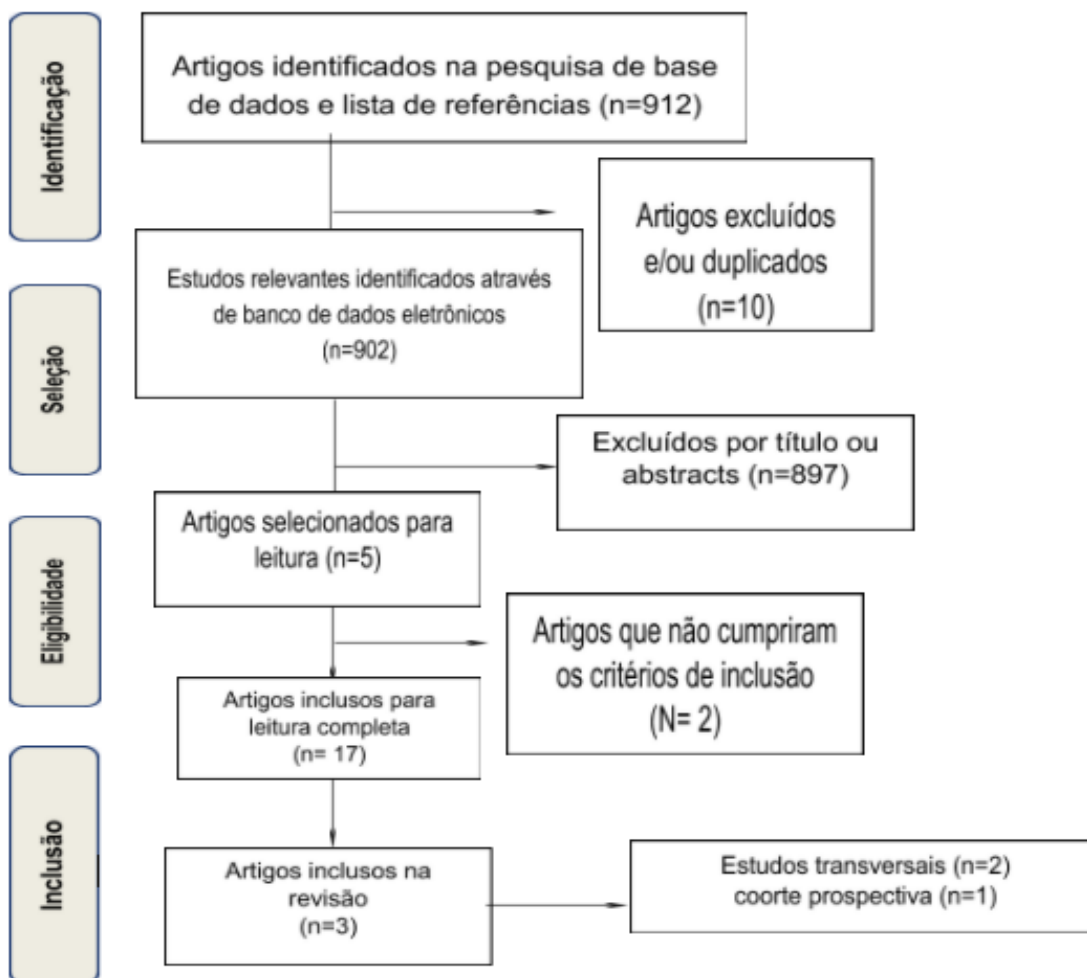 Identificação
Artigos identificados na pesquisa de base
de dados e lista de referências (n=912)
Artigos excluídos
e/ou duplicados
(n=10)
Seleção
Estudos relevantes identificados através
de banco de dados eletrônicos
(n=902)
Excluídos por título ou
abstracts (n=897)
Eligibilidade
Artigos selecionados para
leitura (n=5)
Artigos que não cumpriram
os critérios de inclusão
(N= 2)
Artigos inclusos para
leitura completa
(n= 17)
Inclusão
Artigos inclusos na
revisão
(n=3)
Estudos transversais (n=2)
coorte prospectiva (n=1)